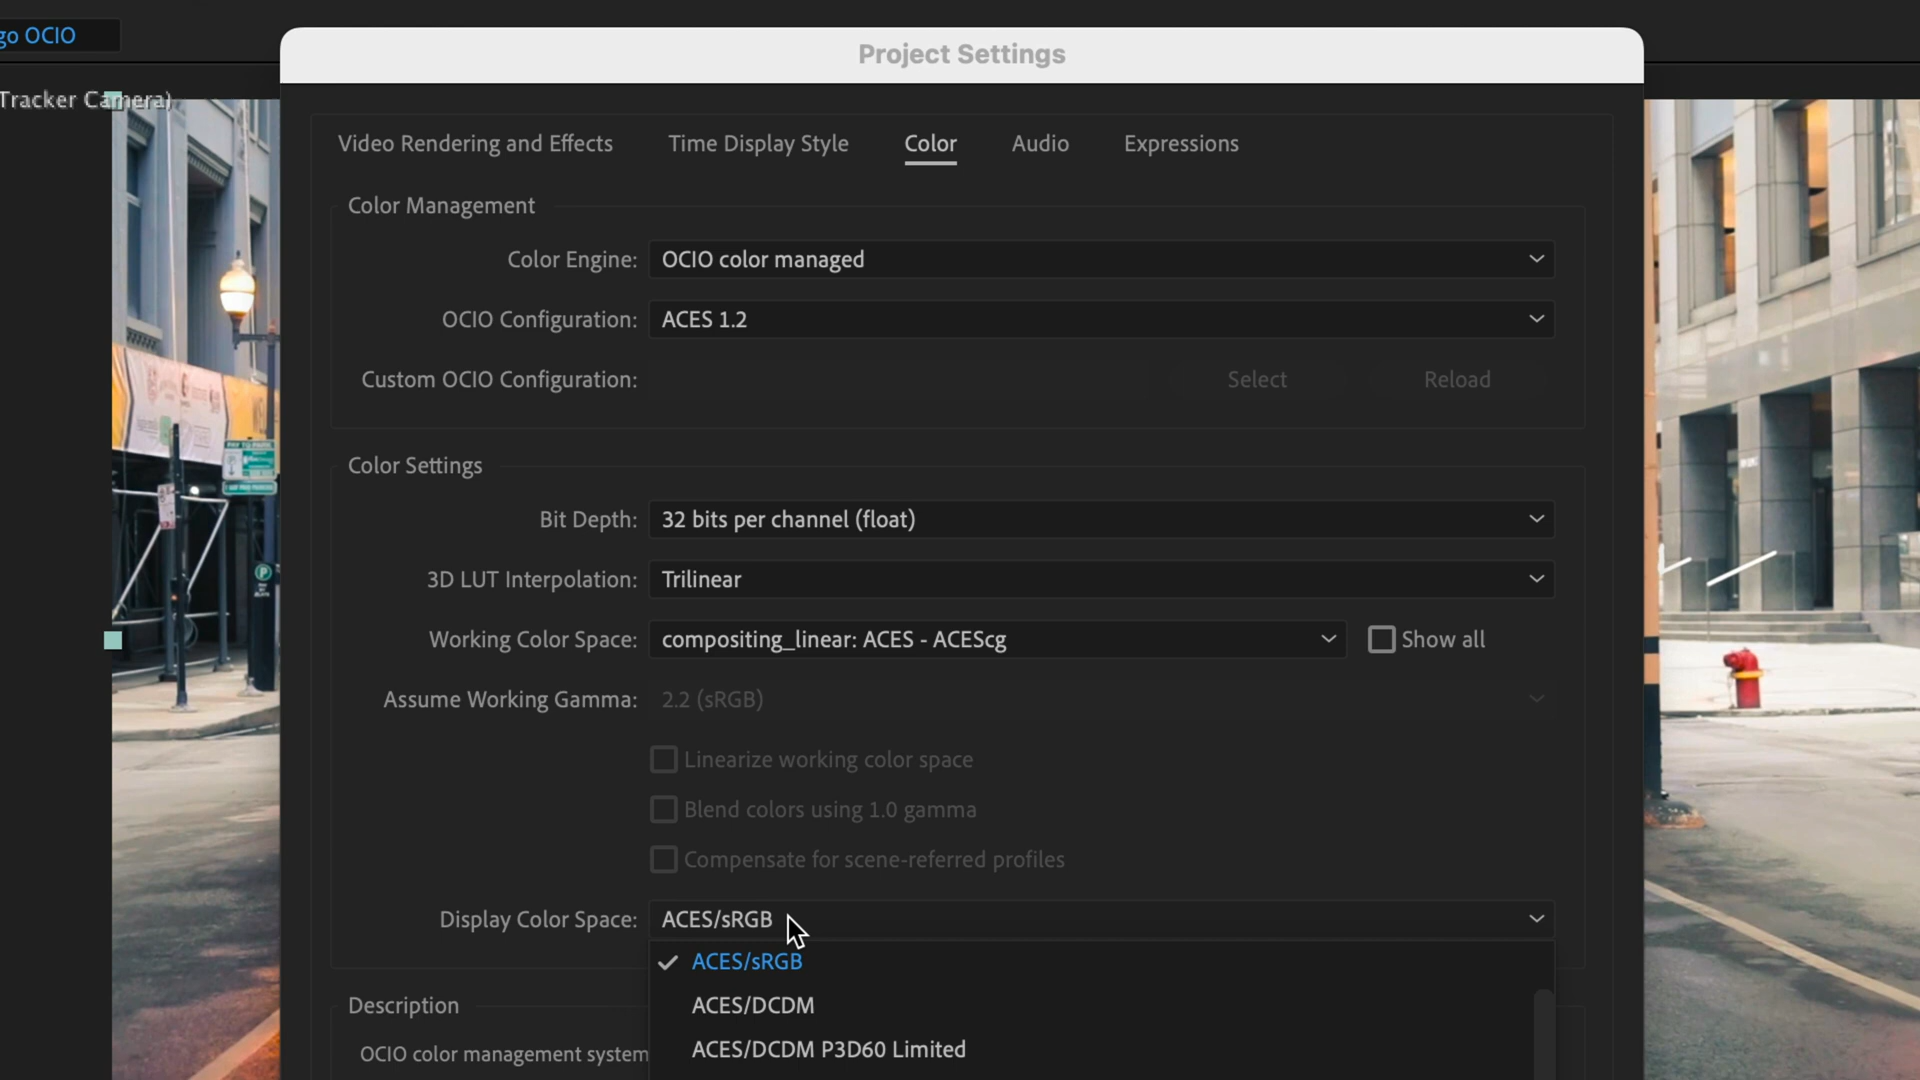 go OCIO
Project Settings
Tracker Camera)
Video Rendering and Effects
Time Display Style
Color
Audio
Expressions
Color Management
Color Engine:
OCIO color managed
OCIO Configuration:
ACES 1.2
Custom OCIO Configuration:
Select
Reload
Color Settings
Bit Depth:
32 bits per channel (float)
3D LUT Interpolation:
Trilinear
Working Color Space:
compositing_linear: ACES - ACEScg
Show all
Assume Working Gamma:
2.2 (sRGB)
Linearize working color space
Blend colors using 1.0 gamma
Compensate for scene-referred profiles
Display Color Space:
ACES/sRGB
ACES/sRGB
ACES/DCDM
ACES/DCDM P3D60 Limited
Description
OCIO color management system